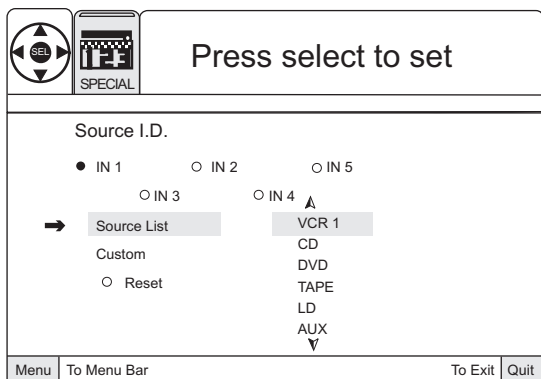 SEL
SPECIAL
Press select to set
Source I.D.
IN 1 IN 2 IN 5
IN 3 IN 4
Source List
Custom
Reset
VCR 1
CD
DVD
TAPE
LD
AUX
Menu To Menu Bar To Exit Quit